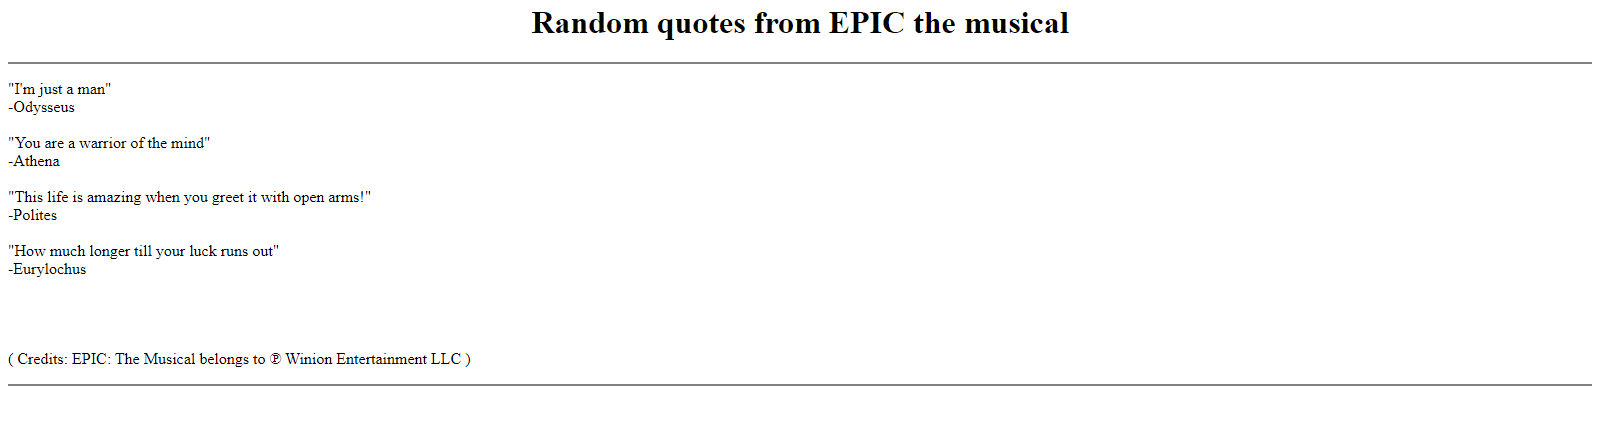 Random quotes from EPIC the musical
"I'm just a man"
-Odysseus
"You are a warrior of the mind"
-Athena
"This life is amazing when you greet it with open arms!"
-Polites
"How much longer till your luck runs out"
-Eurylochus
( Credits: EPIC: The Musical belongs to ℗ Winion Entertainment LLC )